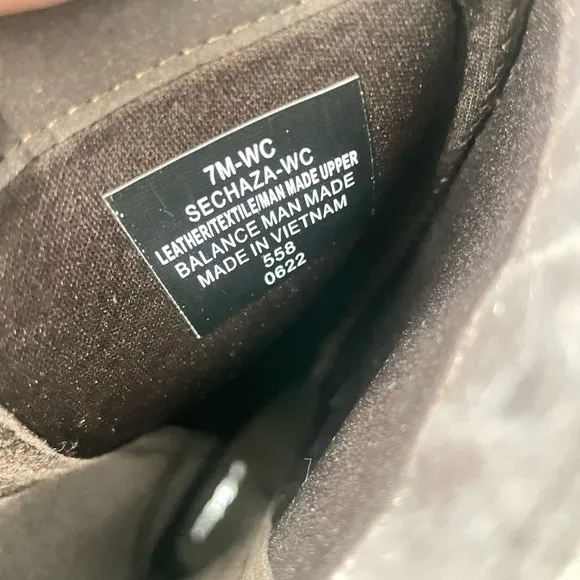 7M-WC
SECHAZA-WC
LEATHER/TEXTILE/MAN MADE UPPER
BALANCE MAN MADE
MADE IN VIETNAM
558
0622